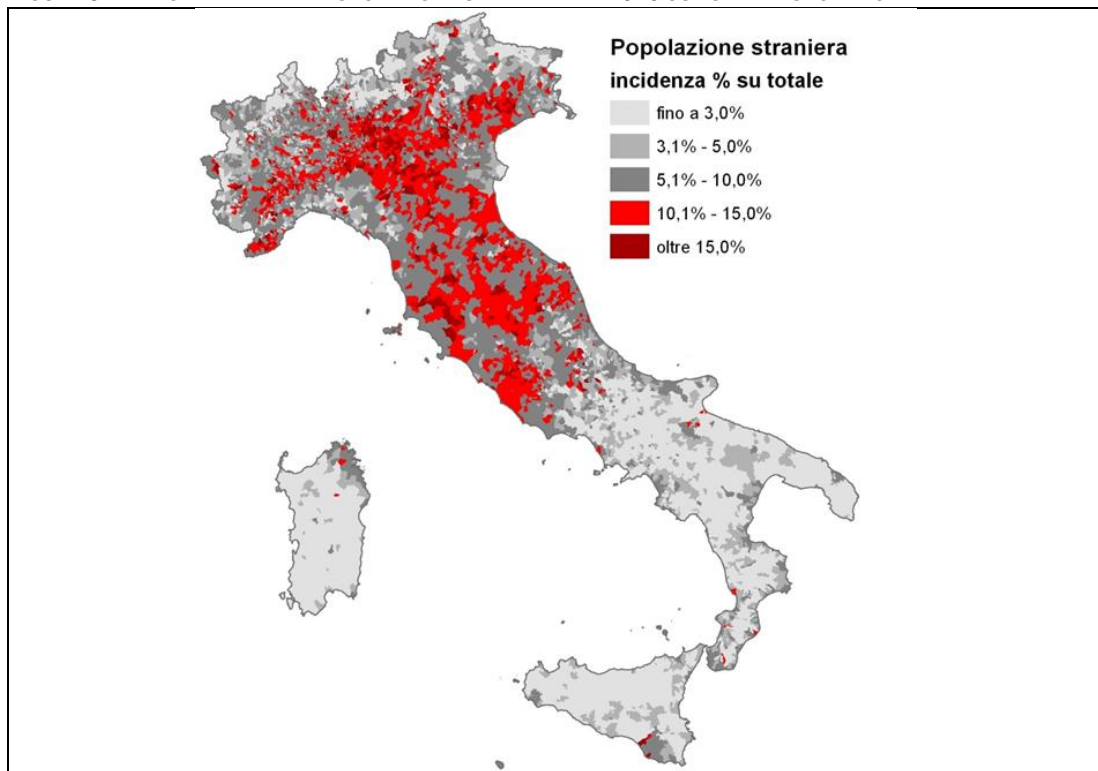 Popolazione straniera
incidenza % su totale
fino a 3,0%
3,1% - 5,0%
5,1% - 10,0%
10,1% - 15,0%
oltre 15,0%